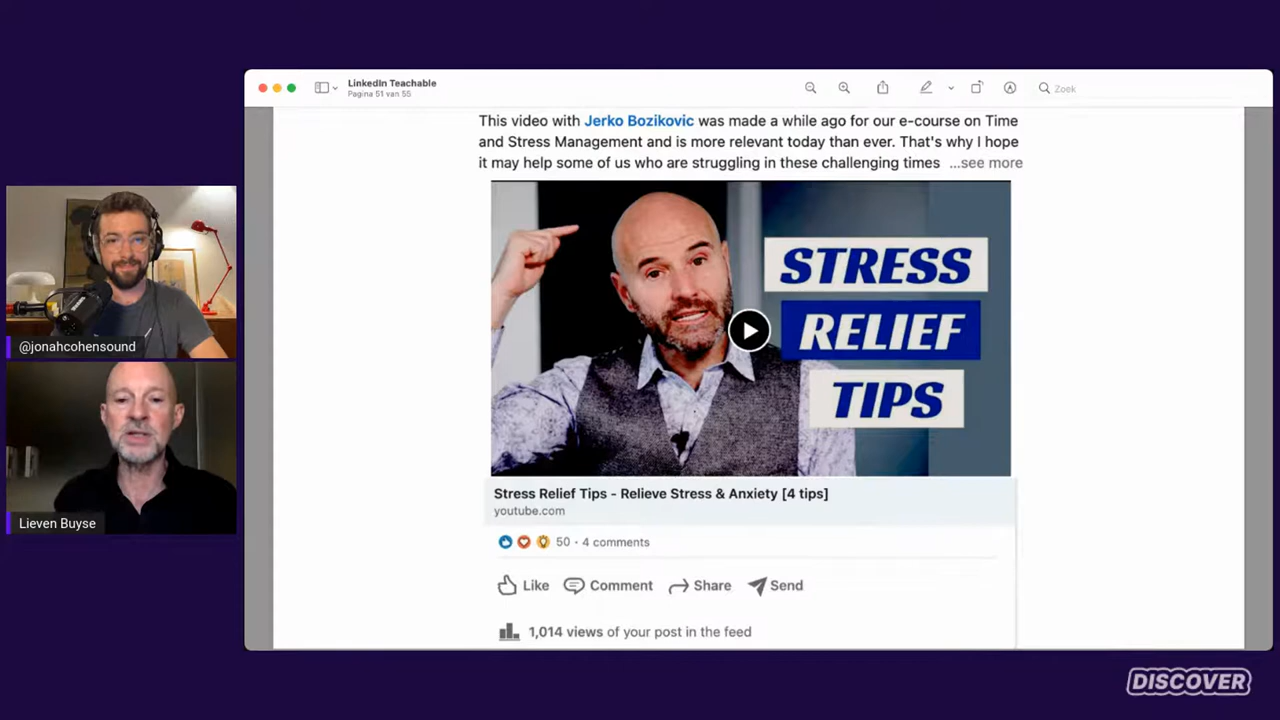 LinkedIn Teachable
Pagina 51 van 55
Zoek
This video with Jerko Bozikovic was made a while ago for our e-course on Time
and Stress Management and is more relevant today than ever. That's why I hope
it may help some of us who are struggling in these challenging times ...see more
STRESS
RELIEF
TIPS
Stress Relief Tips - Relieve Stress & Anxiety [4 tips]
youtube.com
50 · 4 comments
Like Comment Share Send
1,014 views of your post in the feed
@jonahcohensound
Lieven Buyse
DISCOVER